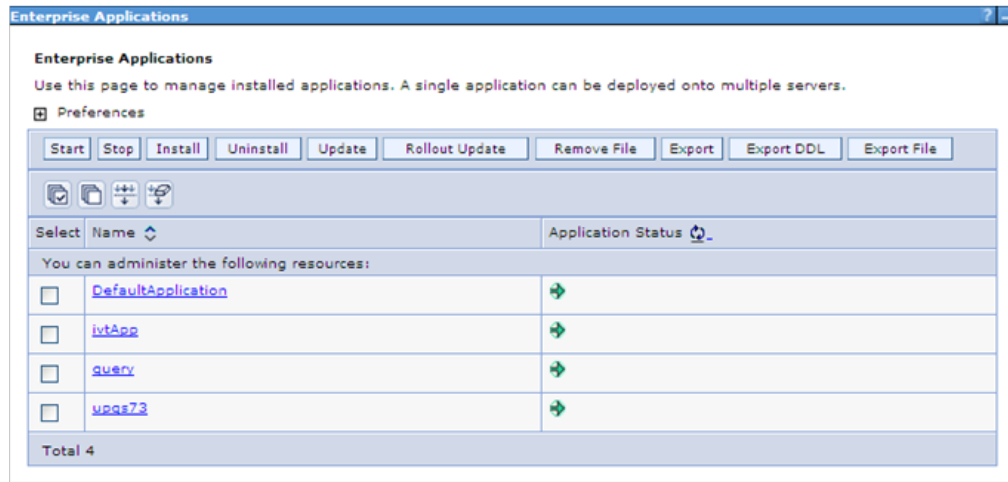 Enterprise Applications ? -
Enterprise Applications
Use this page to manage installed applications. A single application can be deployed onto multiple servers.
+ Preferences
Start Stop Install Uninstall Update Rollout Update Remove File Export Export DDL Export File
Select Name Application Status
You can administer the following resources:
DefaultApplication
ivtApp
query
upgs73
Total 4